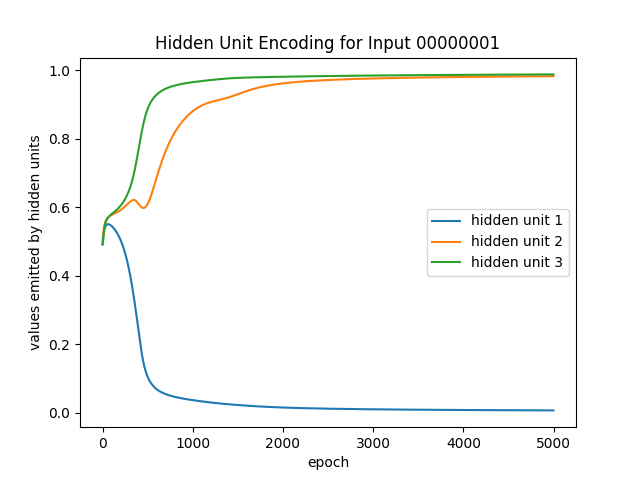 Hidden Unit Encoding for Input 00000001
values emitted by hidden units
1.0
0.8
0.6
0.4
0.2
0.0
hidden unit 1
hidden unit 2
hidden unit 3
0 1000 2000 3000 4000 5000
epoch